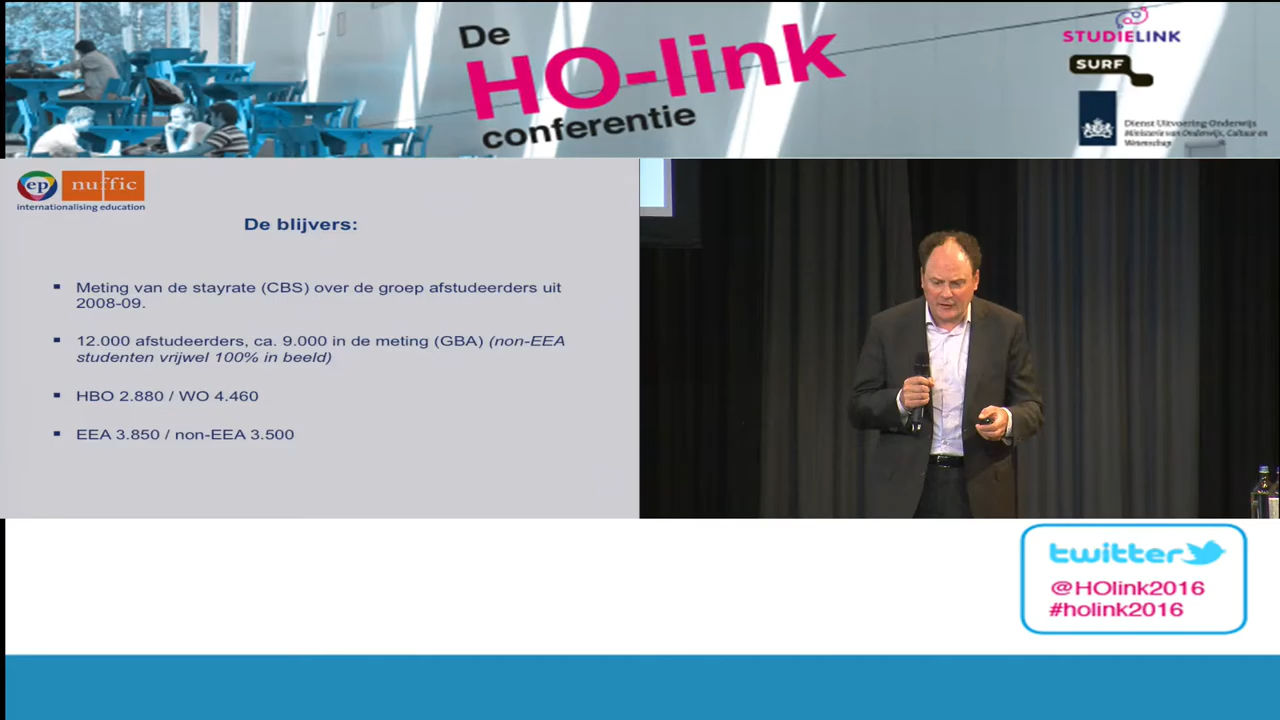 De
HO-link
conferentie
STUDIELINK
SURF
Dienst Uitvoering Onderwijs
Ministerie van Onderwijs, Cultuur en
Wetenschap
ep nuffic
internationalising education
De blijvers:
▪ Meting van de stayrate (CBS) over de groep afstudeerders uit
2008-09.
▪ 12.000 afstudeerders, ca. 9.000 in de meting (GBA) (non-EEA
studenten vrijwel 100% in beeld)
▪ HBO 2.880 / WO 4.460
▪ EEA 3.850 / non-EEA 3.500
twitter
@HOlink2016
#holink2016